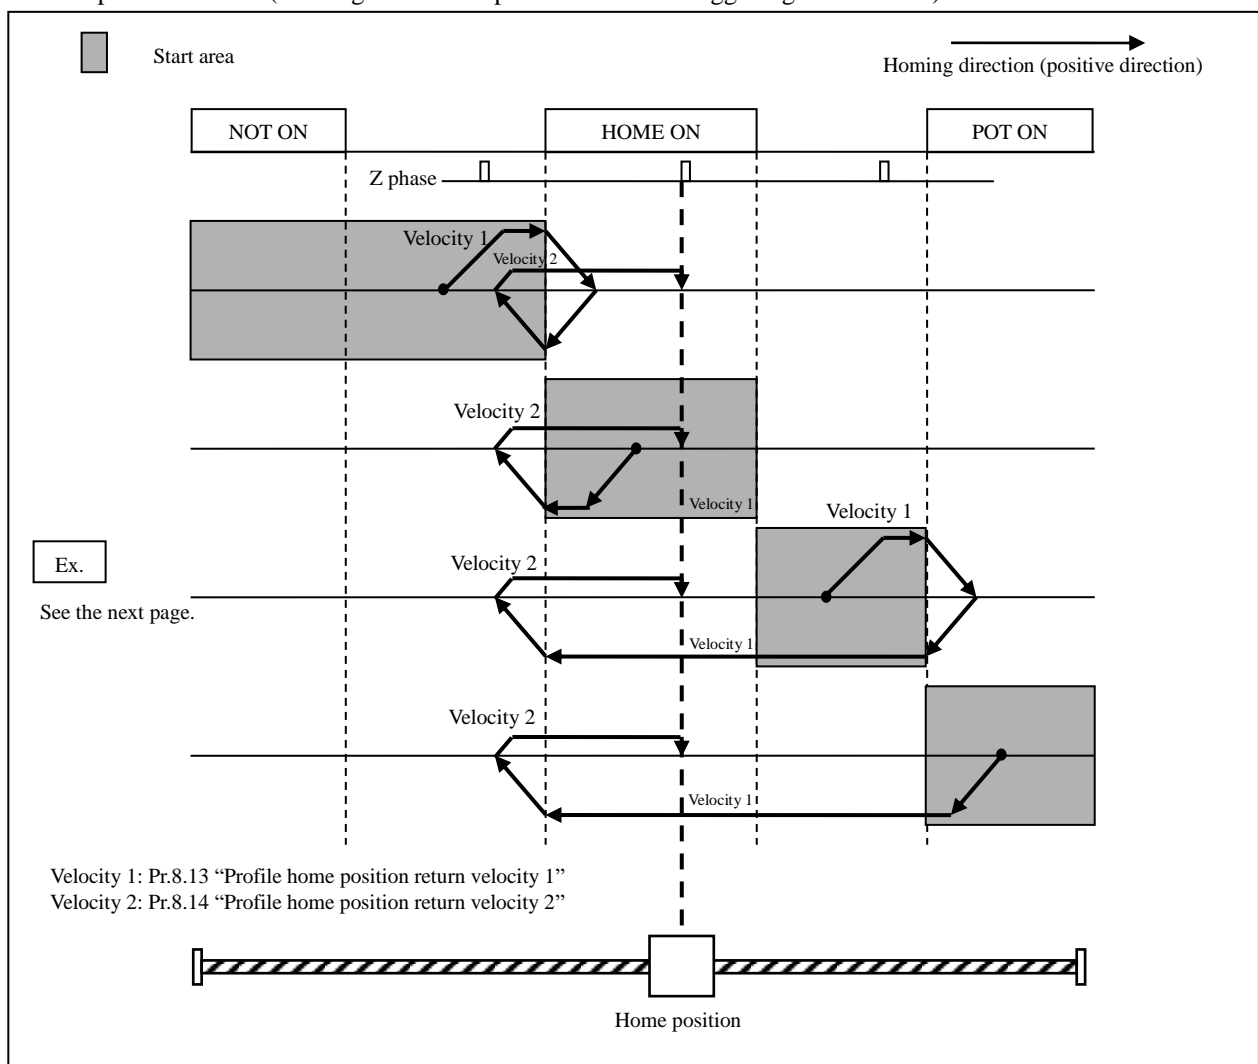 Start area
Homing direction (positive direction)
NOT ON
HOME ON
POT ON
Z phase
Velocity 1
Velocity 2
Velocity 2
Velocity 1
Velocity 1
Ex.
See the next page.
Velocity 2
Velocity 1
Velocity 2
Velocity 1
Velocity 1: Pr.8.13 “Profile home position return velocity 1”
Velocity 2: Pr.8.14 “Profile home position return velocity 2”
Home position